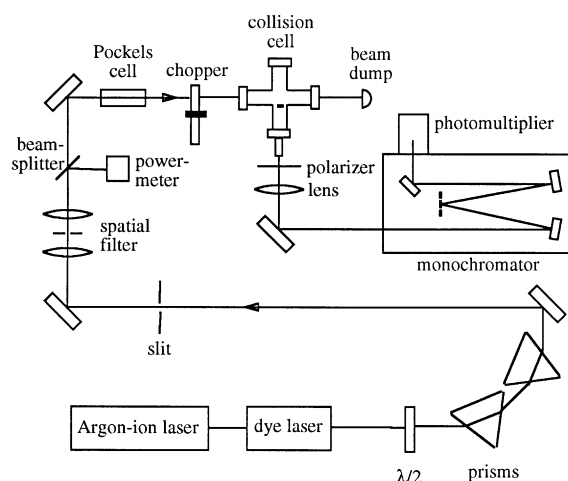 collision
cell
Pockels
cell
chopper
beam
dump
photomultiplier
beam-
splitter
power-
meter
polarizer
lens
spatial
filter
monochromator
slit
Argon-ion laser
dye laser
λ/2
prisms